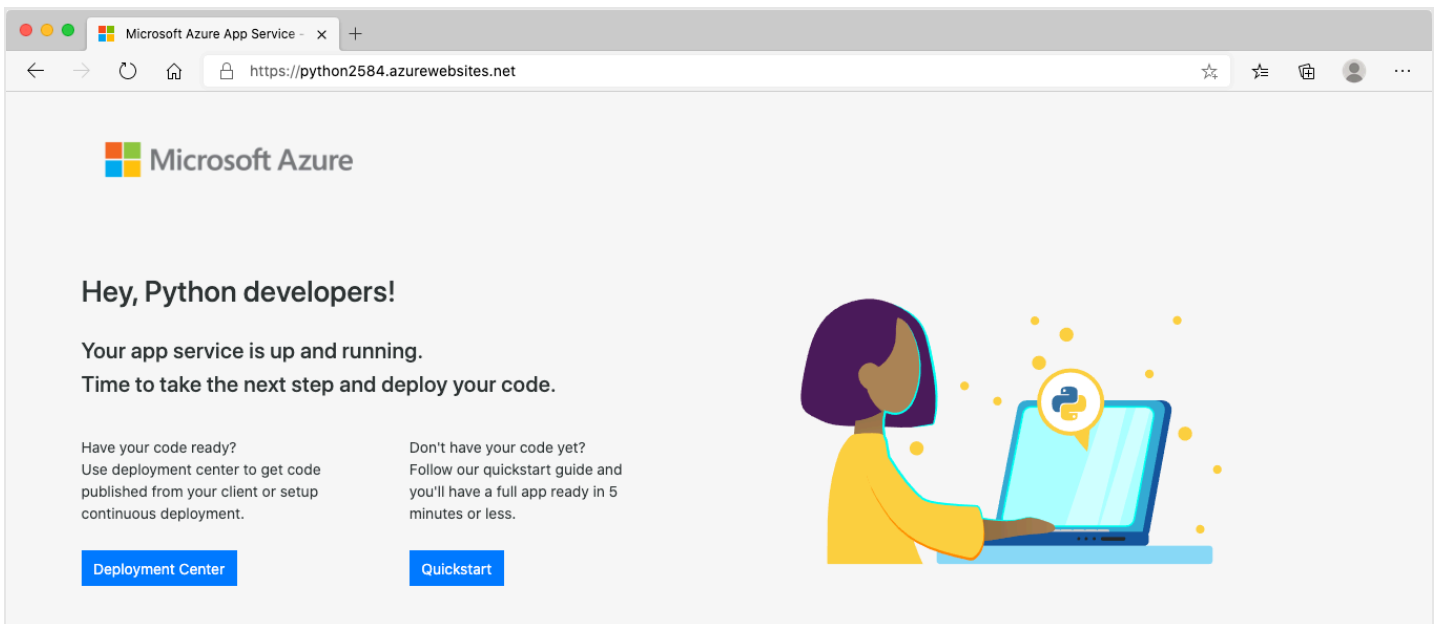 Microsoft Azure App Service -
https://python2584.azurewebsites.net
Microsoft Azure
Hey, Python developers!
Your app service is up and running.
Time to take the next step and deploy your code.
Have your code ready?
Use deployment center to get code
published from your client or setup
continuous deployment.
Deployment Center
Don't have your code yet?
Follow our quickstart guide and
you'll have a full app ready in 5
minutes or less.
Quickstart